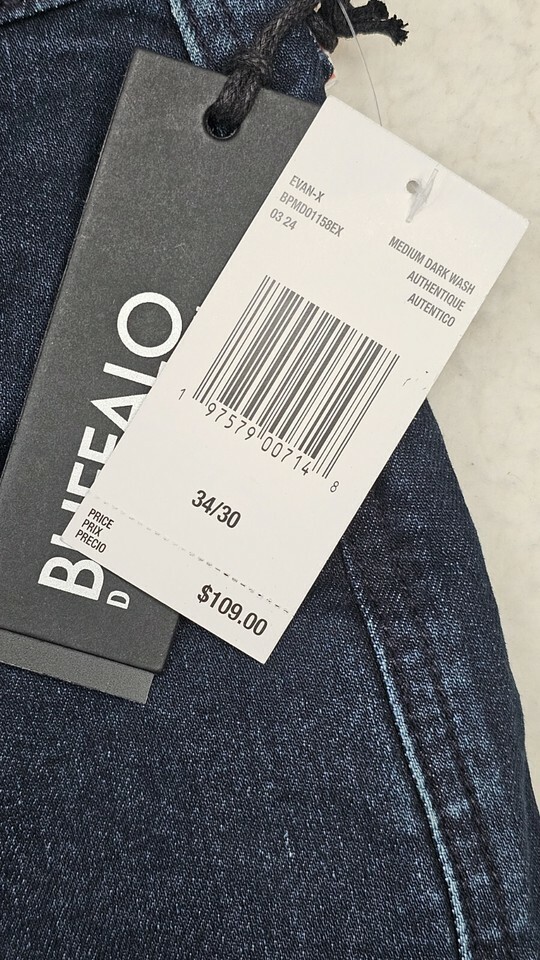 BUFFALO
D
EVAN-X
BPMD01158EX
03 24
MEDIUM DARK WASH
AUTHENTIQUE
AUTENTICO
1 97579 00714 8
34/30
PRICE
PRIX
PRECIO
$109.00